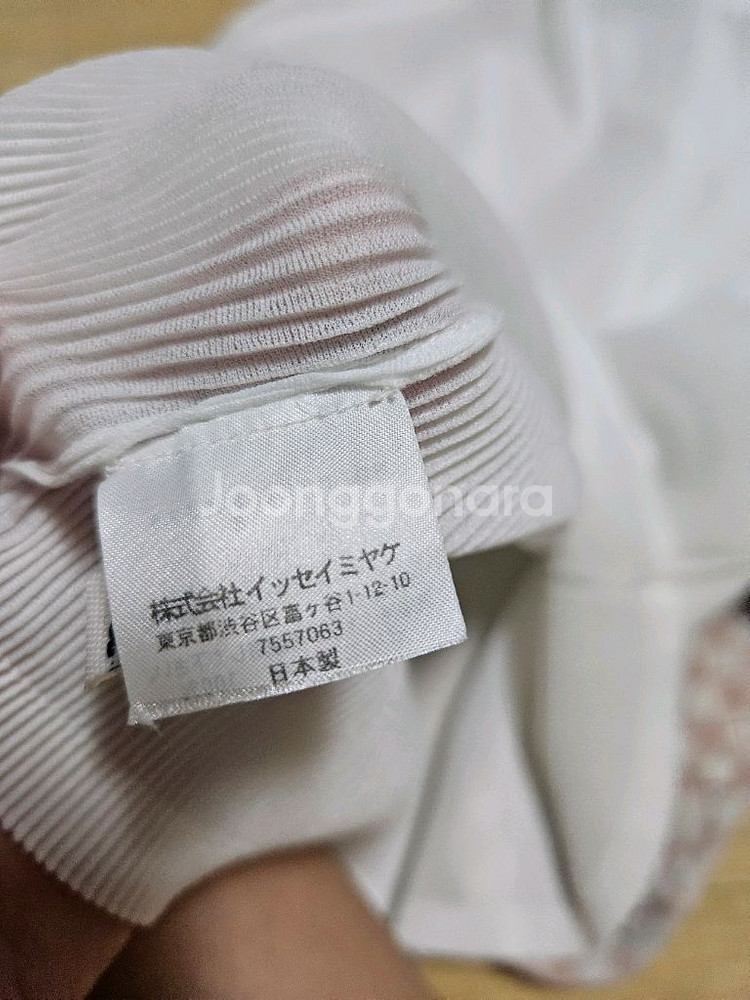 Joonggonara
株式会社イッセイミヤケ
東京都渋谷区富ヶ谷1-12-10
7557063
日本製